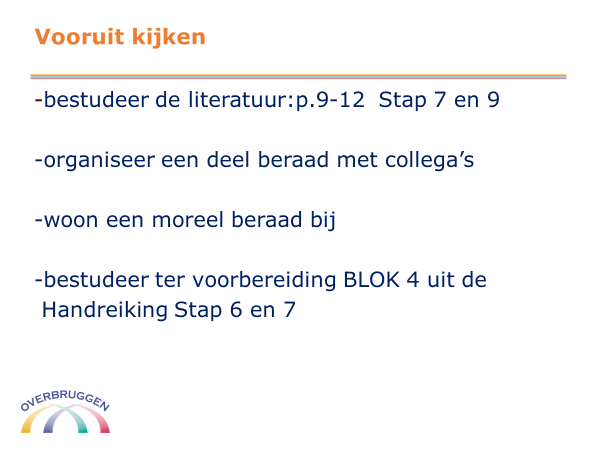 Vooruit kijken
-bestudeer de literatuur:p.9-12  Stap 7 en 9
-organiseer een deel beraad met collega’s
-woon een moreel beraad bij
-bestudeer ter voorbereiding BLOK 4 uit de
Handreiking Stap 6 en 7
OVERBRUGGEN